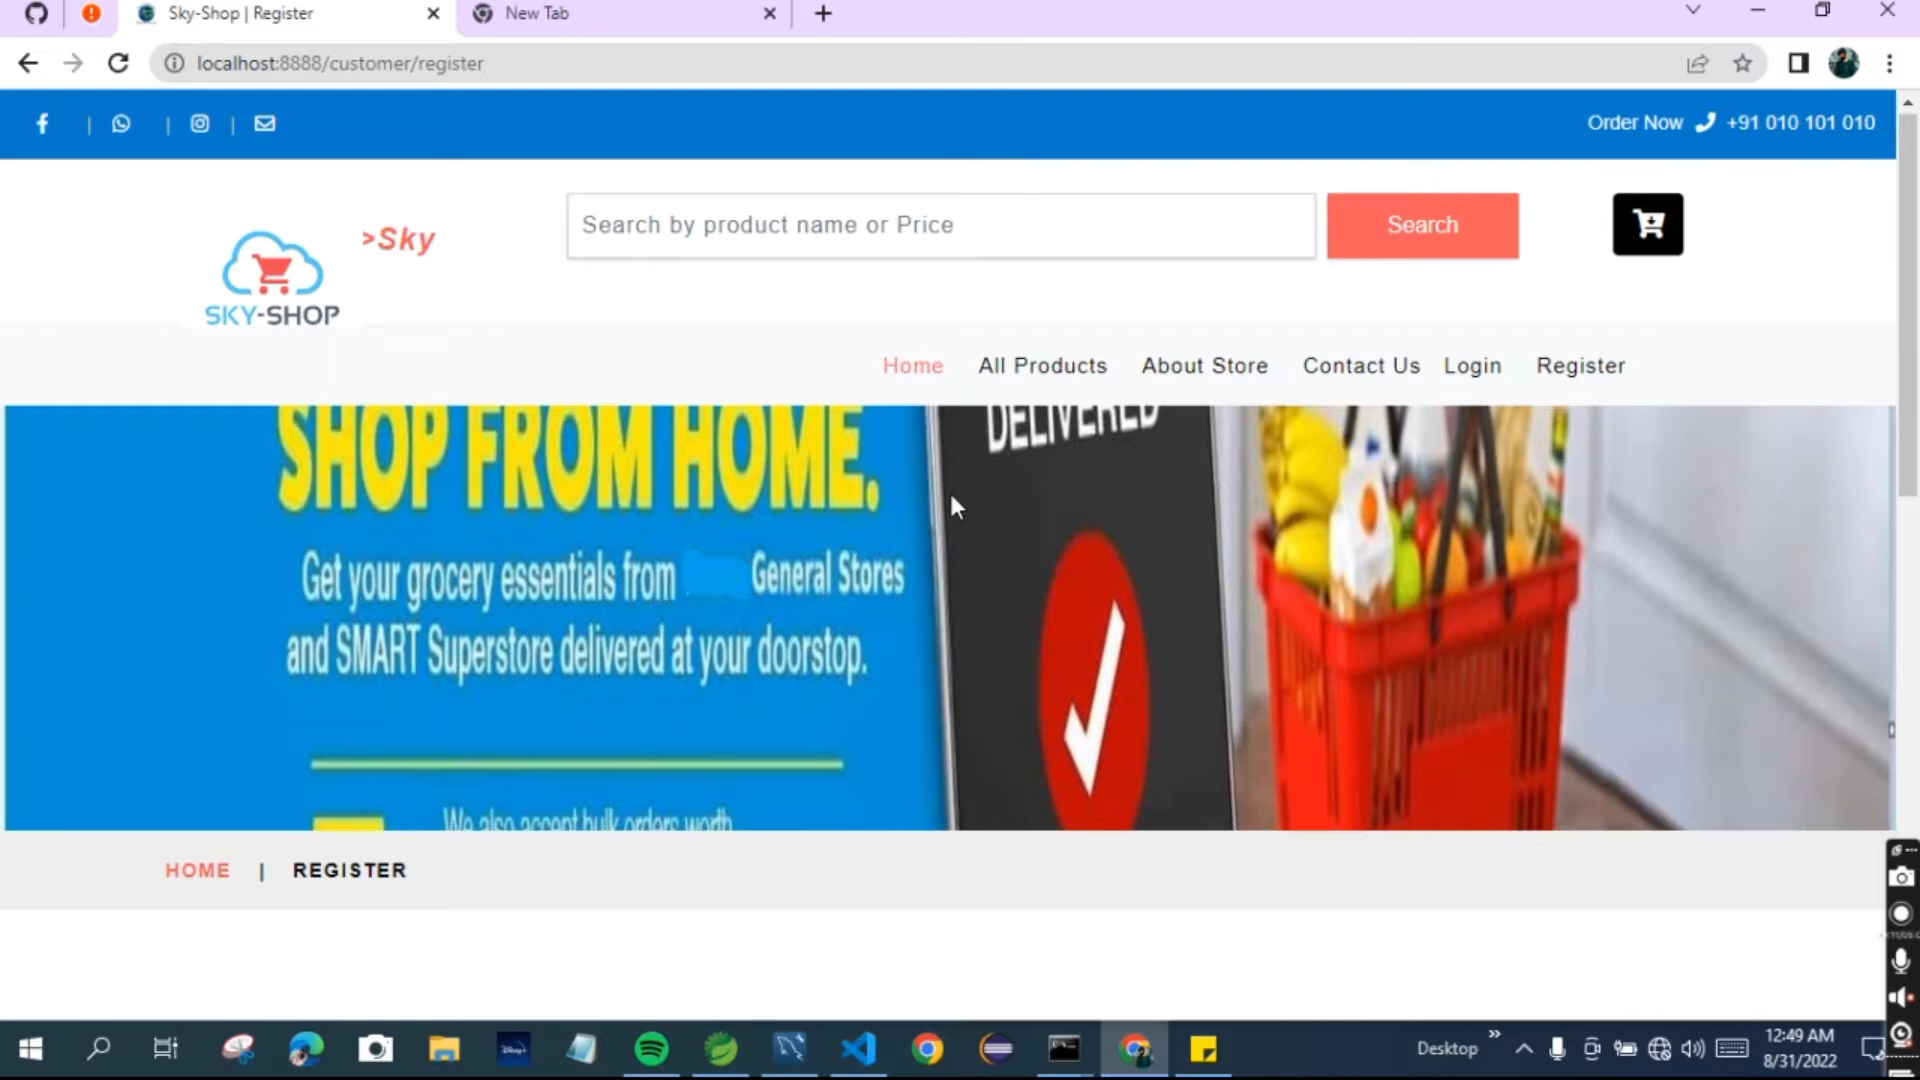 Sky-Shop | Register
New Tab
localhost:8888/customer/register
Order Now +91 010 101 010
Search by product name or Price
Search
>Sky
SKY-SHOP
Home All Products About Store Contact Us Login Register
SHOP FROM HOME.
DELIVERED
Get your grocery essentials from General Stores
and SMART Superstore delivered at your doorstop.
We also accept bulk orders worth
HOME | REGISTER
Desktop
12:49 AM
8/31/2022